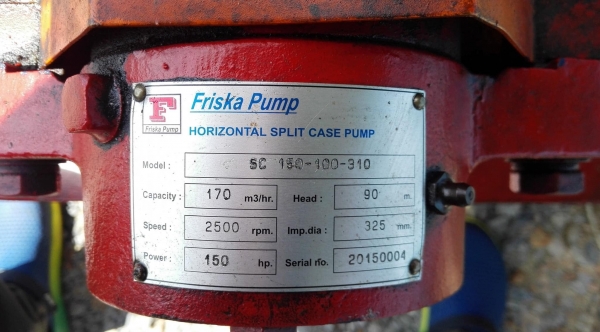 Friska Pump
F
Friska Pump
HORIZONTAL SPLIT CASE PUMP
Model : SC 150-100-310
Capacity : 170 m3/hr. Head : 90 m.
Speed : 2500 rpm. Imp.dia : 325 mm.
Power : 150 hp. Serial no. 20150004